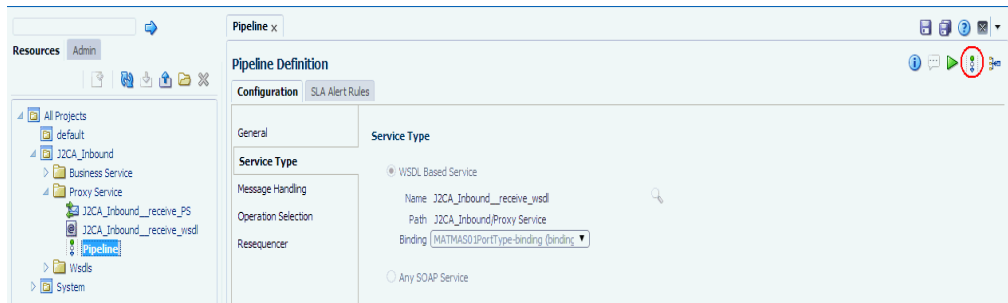 Pipeline x
Resources Admin
Pipeline Definition
Configuration SLA Alert Rules
All Projects
default
J2CA_Inbound
Business Service
Proxy Service
J2CA_Inbound__receive_PS
J2CA_Inbound__receive_wsdl
Pipeline
Wsdls
System
General
Service Type
Message Handling
Operation Selection
Resequencer
Service Type
WSDL Based Service
Name J2CA_Inbound__receive_wsdl
Path J2CA_Inbound/Proxy Service
Binding MATMAS01PortType-binding (binding
Any SOAP Service